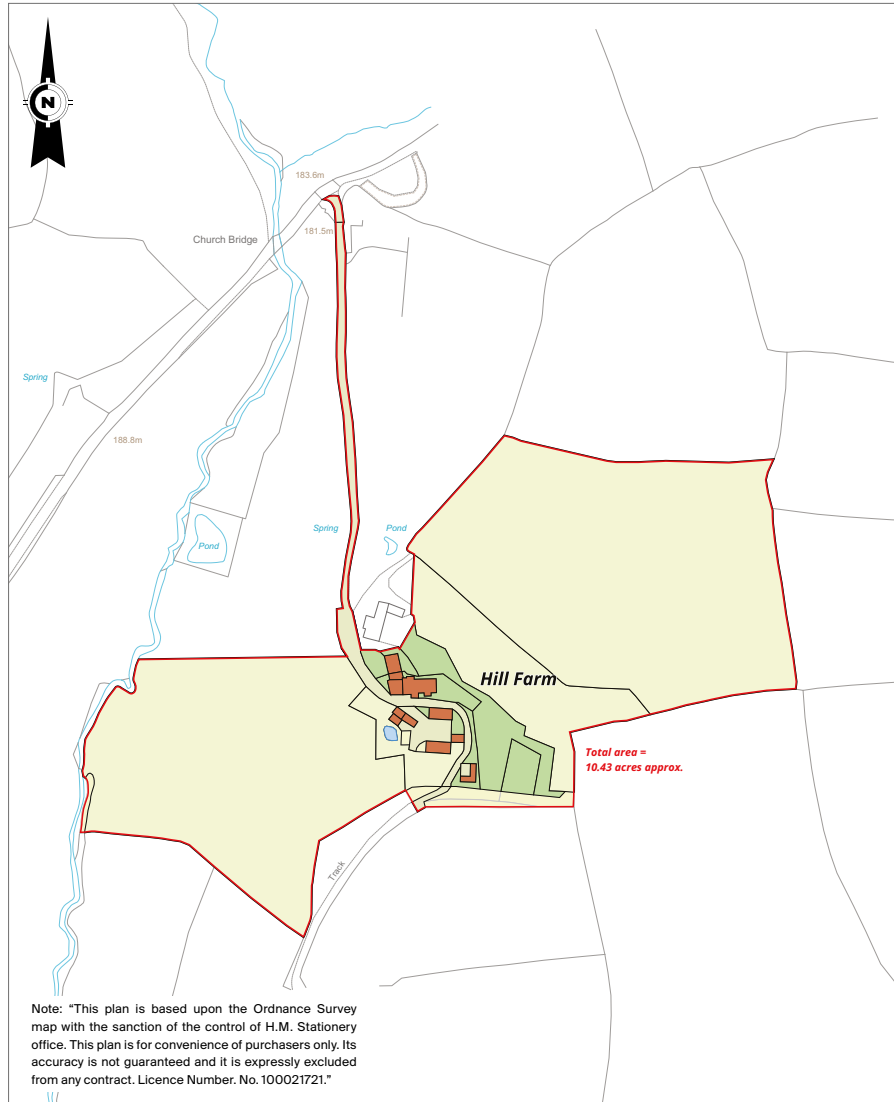 N
183.6m
181.5m
Church Bridge
Spring
188.8m
Spring
Pond
Pond
Hill Farm
Total area =
10.43 acres approx.
Track
Note: “This plan is based upon the Ordnance Survey
map with the sanction of the control of H.M. Stationery
office. This plan is for convenience of purchasers only. Its
accuracy is not guaranteed and it is expressly excluded
from any contract. Licence Number. No. 100021721.”